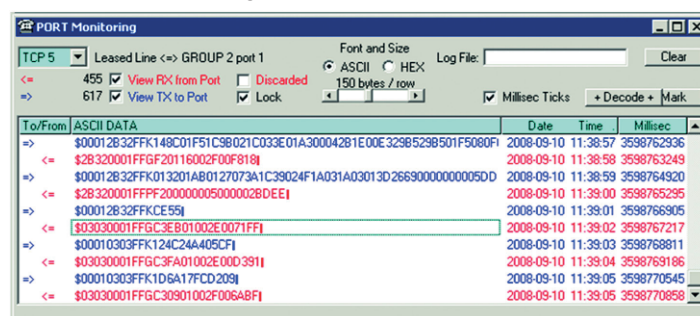 PORT Monitoring
TCP 5 Leased Line <=> GROUP 2 port 1 Font and Size Log File: Clear
ASCII HEX
<= 455 View RX from Port Discarded 150 bytes / row
=> 617 View TX to Port Lock Millisec Ticks + Decode + Mark
To/From ASCII DATA Date Time Millisec
=> $00012B32FFK148C01F51C9B021C033E01A300042B1E00E329B529B501F5080F 2008-09-10 11:38:57 3598762936
<= $2B320001FFGF20116002F00F818 2008-09-10 11:38:58 3598763249
=> $00012B32FFK013201AB0127073A1C39024F1A031A03013D26690000000005DD 2008-09-10 11:38:59 3598764920
<= $2B320001FFPF200000005000002BDEE 2008-09-10 11:39:00 3598765295
=> $00012B32FFKCE55 2008-09-10 11:39:01 3598766905
<= $03030001FFGC3EB01002E0071FF 2008-09-10 11:39:02 3598767217
=> $00010303FFK124C24A405CF 2008-09-10 11:39:03 3598768811
<= $03030001FFGC3FA01002E00D391 2008-09-10 11:39:04 3598769186
=> $00010303FFK1D6A17FCD209 2008-09-10 11:39:05 3598770545
<= $03030001FFGC30901002F006ABF 2008-09-10 11:39:05 3598770858